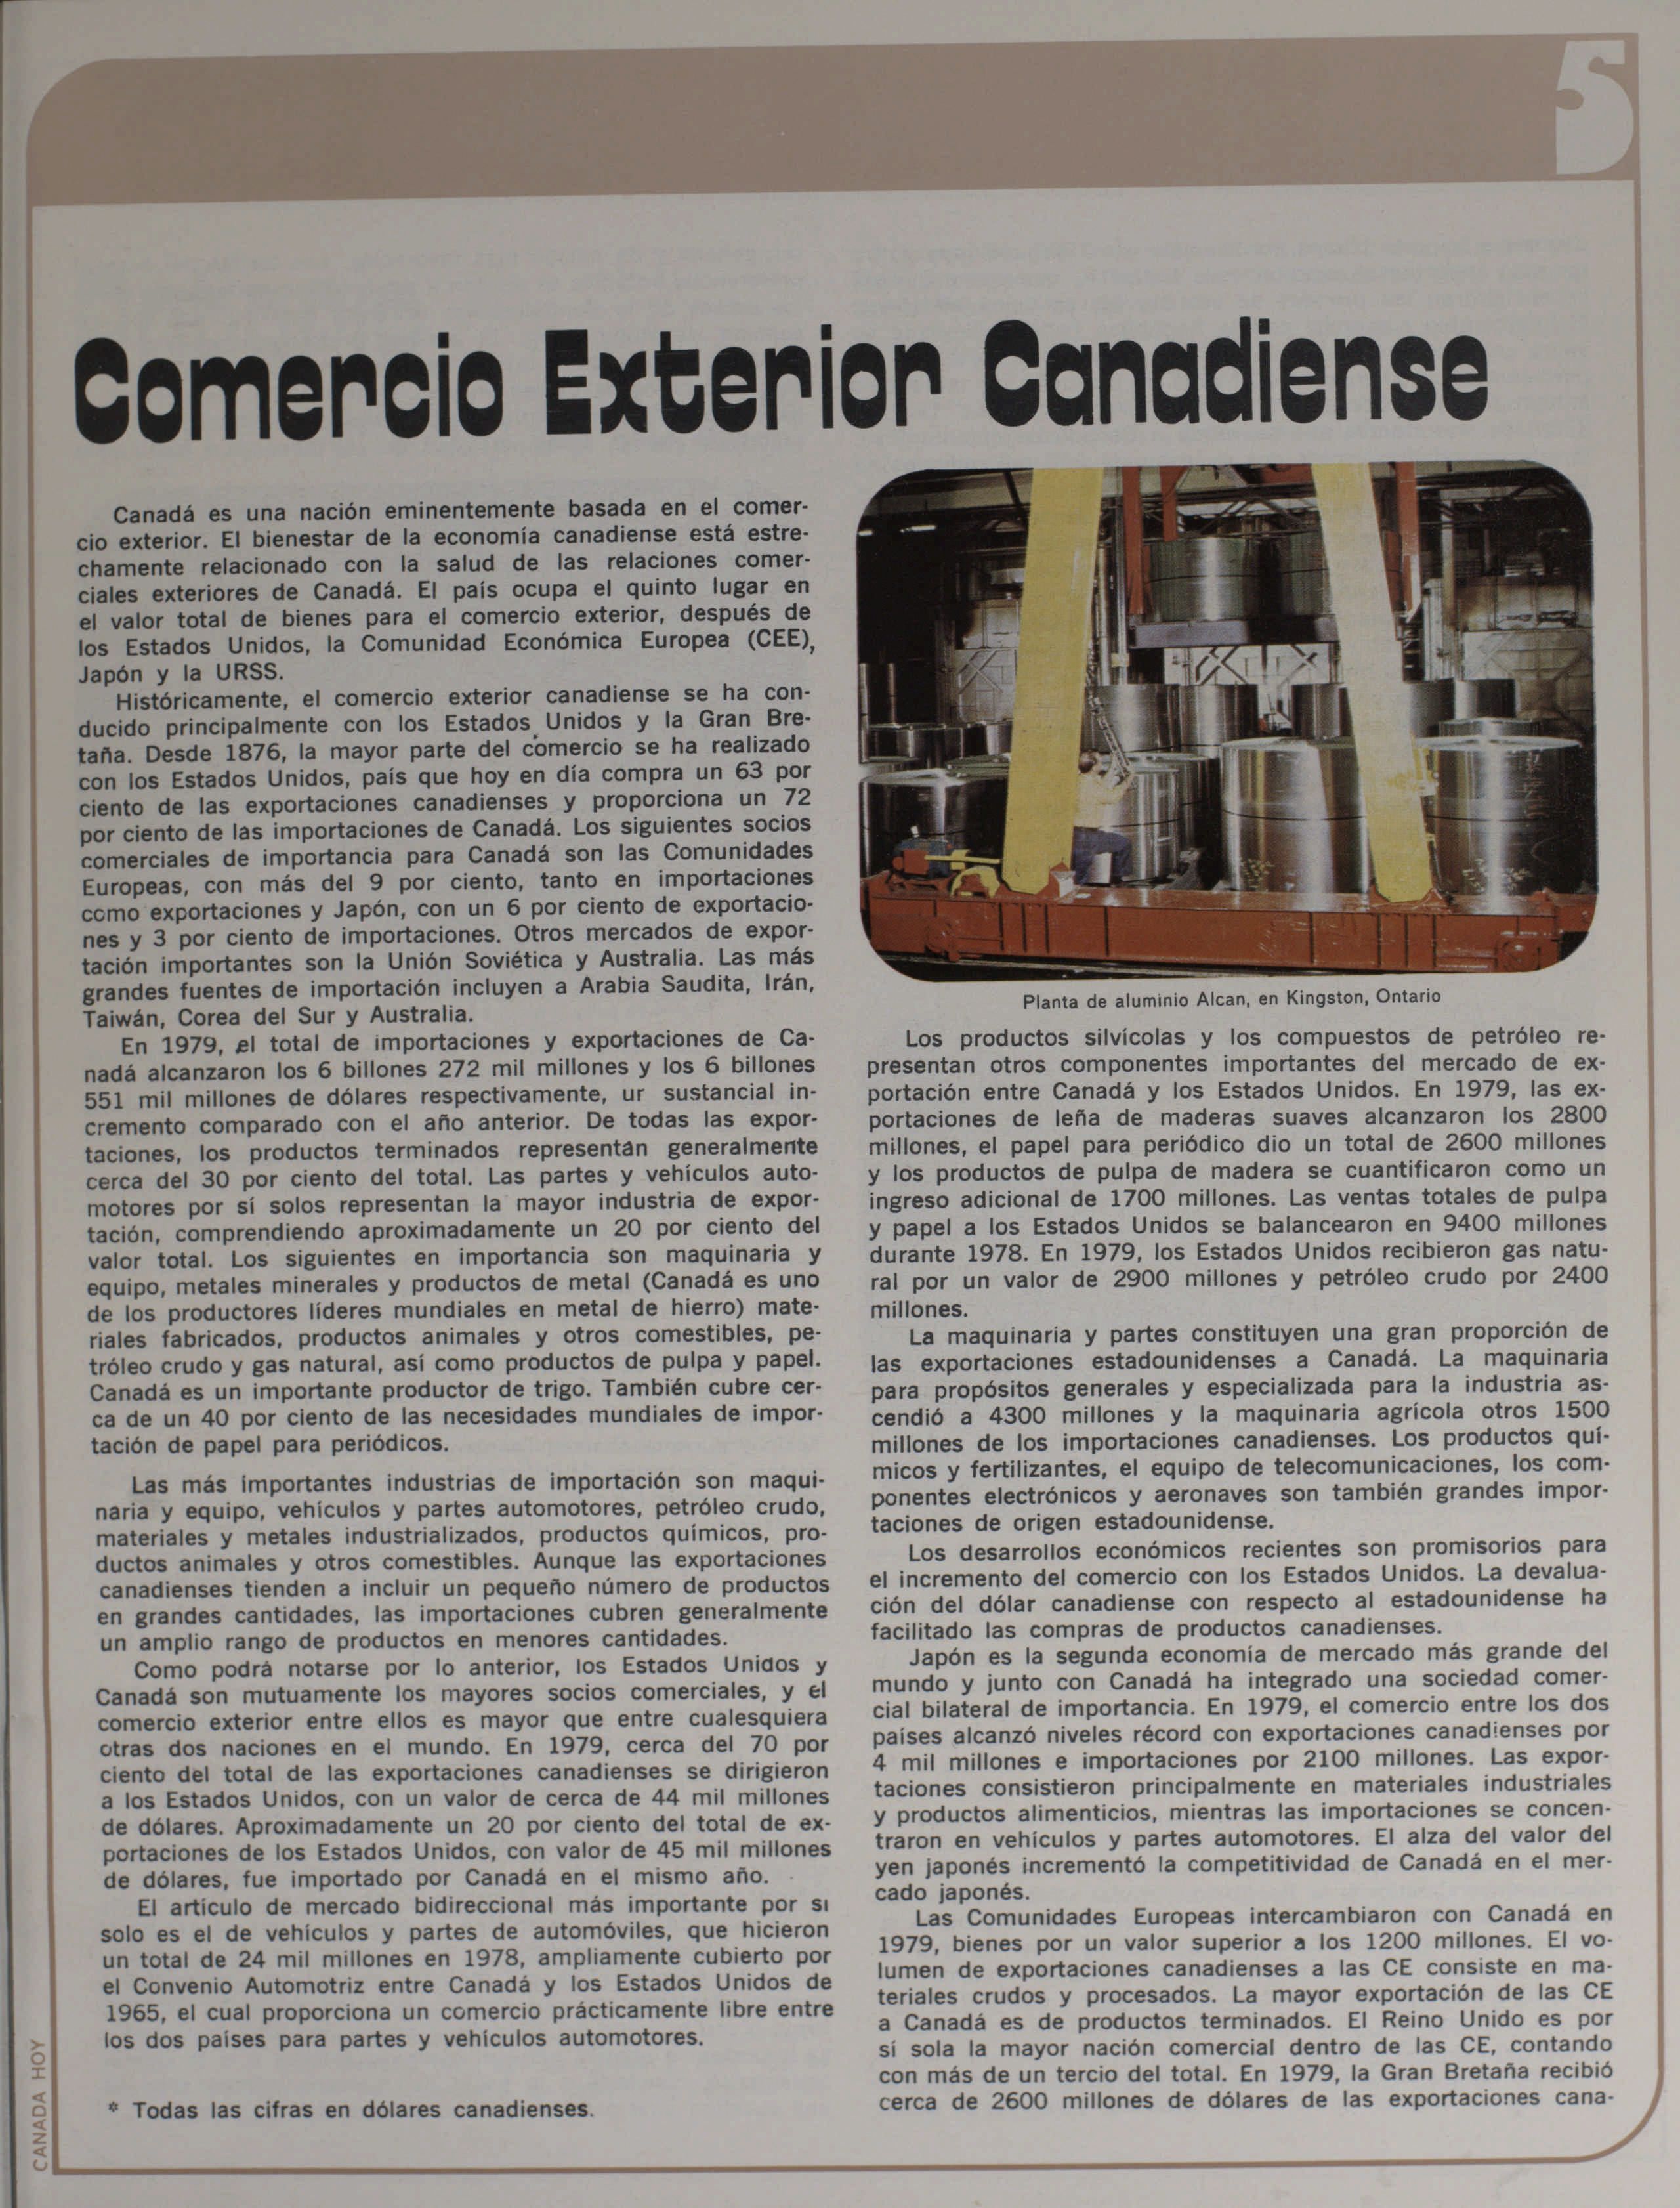 5
Comercio Exterior Canadiense
Canadá es una nación eminentemente basada en el comer-
cio exterior. El bienestar de la economía canadiense está estre-
chamente relacionado con la salud de las relaciones comer-
ciales exteriores de Canadá. El país ocupa el quinto lugar en
el valor total de bienes para el comercio exterior, después de
los Estados Unidos, la Comunidad Económica Europea (CEE),
Japón y la URSS.
Históricamente, el comercio exterior canadiense se ha con-
ducido principalmente con los Estados Unidos y la Gran Bre-
taña. Desde 1876, la mayor parte del comercio se ha realizado
con los Estados Unidos, país que hoy en día compra un 63 por
ciento de las exportaciones canadienses y proporciona un 72
por ciento de las importaciones de Canadá. Los siguientes socios
comerciales de importancia para Canadá son las Comunidades
Europeas, con más del 9 por ciento, tanto en importaciones
como exportaciones y Japón, con un 6 por ciento de exportacio-
nes y 3 por ciento de importaciones. Otros mercados de expor-
tación importantes son la Unión Soviética y Australia. Las más
grandes fuentes de importación incluyen a Arabia Saudita, Irán,
Taiwán, Corea del Sur y Australia.
En 1979, el total de importaciones y exportaciones de Ca-
nadá alcanzaron los 6 billones 272 mil millones y los 6 billones
551 mil millones de dólares respectivamente, ur sustancial in-
cremento comparado con el año anterior. De todas las expor-
taciones, los productos terminados representán generalmente
cerca del 30 por ciento del total. Las partes y vehículos auto-
motores por sí solos representan la mayor industria de expor-
tación, comprendiendo aproximadamente un 20 por ciento del
valor total. Los siguientes en importancia son maquinaria y
equipo, metales minerales y productos de metal (Canadá es uno
de los productores líderes mundiales en metal de hierro) mate-
riales fabricados, productos animales y otros comestibles, pe-
tróleo crudo y gas natural, así como productos de pulpa y papel.
Canadá es un importante productor de trigo. También cubre cer-
ca de un 40 por ciento de las necesidades mundiales de impor-
tación de papel para periódicos.
Las más importantes industrias de importación son maqui-
naria y equipo, vehículos y partes automotores, petróleo crudo,
materiales y metales industrializados, productos químicos, pro-
ductos animales y otros comestibles. Aunque las exportaciones
canadienses tienden a incluir un pequeño número de productos
en grandes cantidades, las importaciones cubren generalmente
un amplio rango de productos en menores cantidades.
Como podrá notarse por lo anterior, los Estados Unidos y
Canadá son mutuamente los mayores socios comerciales, y el
comercio exterior entre ellos es mayor que entre cualesquiera
otras dos naciones en el mundo. En 1979, cerca del 70 por
ciento del total de las exportaciones canadienses se dirigieron
a los Estados Unidos, con un valor de cerca de 44 mil millones
de dólares. Aproximadamente un 20 por ciento del total de ex-
portaciones de los Estados Unidos, con valor de 45 mil millones
de dólares, fue importado por Canadá en el mismo año.
El artículo de mercado bidireccional más importante por sí
solo es el de vehículos y partes de automóviles, que hicieron
un total de 24 mil millones en 1978, ampliamente cubierto por
el Convenio Automotriz entre Canadá y los Estados Unidos de
1965, el cual proporciona un comercio prácticamente libre entre
los dos países para partes y vehículos automotores.
* Todas las cifras en dólares canadienses.
Planta de aluminio Alcan, en Kingston, Ontario
Los productos silvícolas y los compuestos de petróleo re-
presentan otros componentes importantes del mercado de ex-
portación entre Canadá y los Estados Unidos. En 1979, las ex-
portaciones de leña de maderas suaves alcanzaron los 2800
millones, el papel para periódico dio un total de 2600 millones
y los productos de pulpa de madera se cuantificaron como un
ingreso adicional de 1700 millones. Las ventas totales de pulpa
y papel a los Estados Unidos se balancearon en 9400 millones
durante 1978. En 1979, los Estados Unidos recibieron gas natu-
ral por un valor de 2900 millones y petróleo crudo por 2400
millones.
La maquinaria y partes constituyen una gran proporción de
las exportaciones estadounidenses a Canadá. La maquinaria
para propósitos generales y especializada para la industria as-
cendió a 4300 millones y la maquinaria agrícola otros 1500
millones de los importaciones canadienses. Los productos quí-
micos y fertilizantes, el equipo de telecomunicaciones, los com-
ponentes electrónicos y aeronaves son también grandes impor-
taciones de origen estadounidense.
Los desarrollos económicos recientes son promisorios para
el incremento del comercio con los Estados Unidos. La devalua-
ción del dólar canadiense con respecto al estadounidense ha
facilitado las compras de productos canadienses.
Japón es la segunda economía de mercado más grande del
mundo y junto con Canadá ha integrado una sociedad comer-
cial bilateral de importancia. En 1979, el comercio entre los dos
países alcanzó niveles récord con exportaciones canadienses por
4 mil millones e importaciones por 2100 millones. Las expor-
taciones consistieron principalmente en materiales industriales
y productos alimenticios, mientras las importaciones se concen-
traron en vehículos y partes automotores. El alza del valor del
yen japonés incrementó la competitividad de Canadá en el mer-
cado japonés.
Las Comunidades Europeas intercambiaron con Canadá en
1979, bienes por un valor superior a los 1200 millones. El vo-
lumen de exportaciones canadienses a las CE consiste en ma-
teriales crudos y procesados. La mayor exportación de las CE
a Canadá es de productos terminados. El Reino Unido es por
sí sola la mayor nación comercial dentro de las CE, contando
con más de un tercio del total. En 1979, la Gran Bretaña recibió
cerca de 2600 millones de dólares de las exportaciones cana-
CANADA HOY